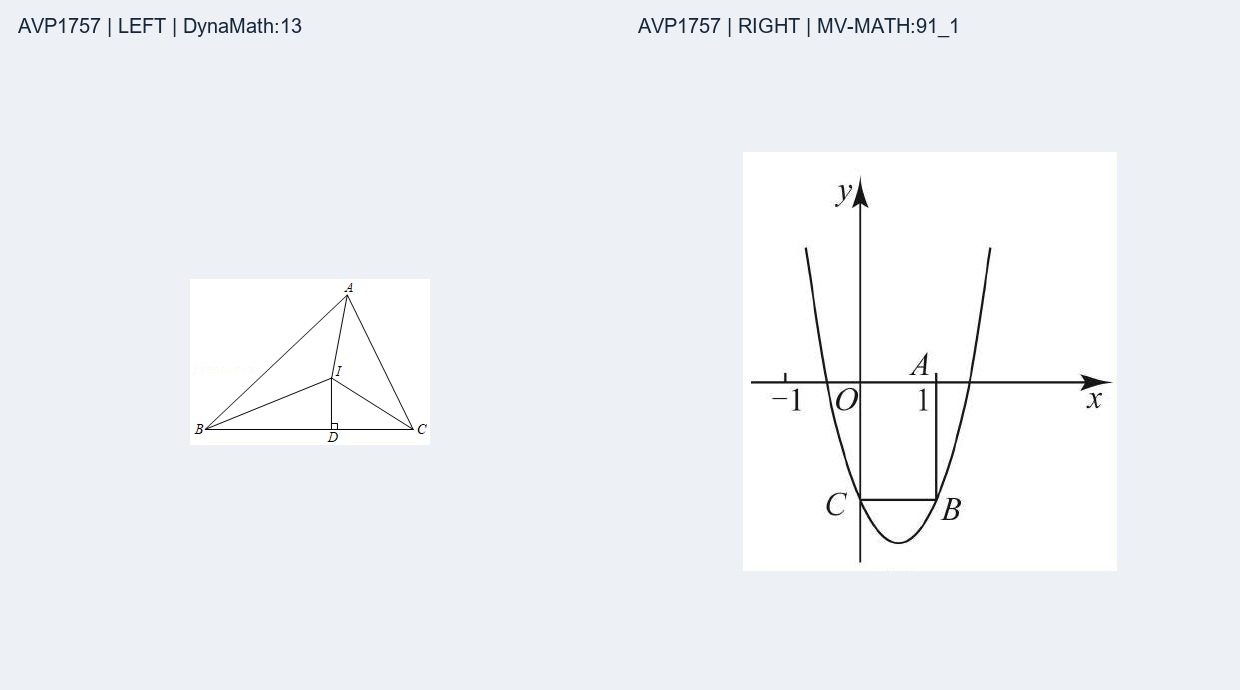 AVP1757 | LEFT | DynaMath:13
AVP1757 | RIGHT | MV-MATH:91_1
A
I
B
D
C
y
A
−1
O
1
x
C
B